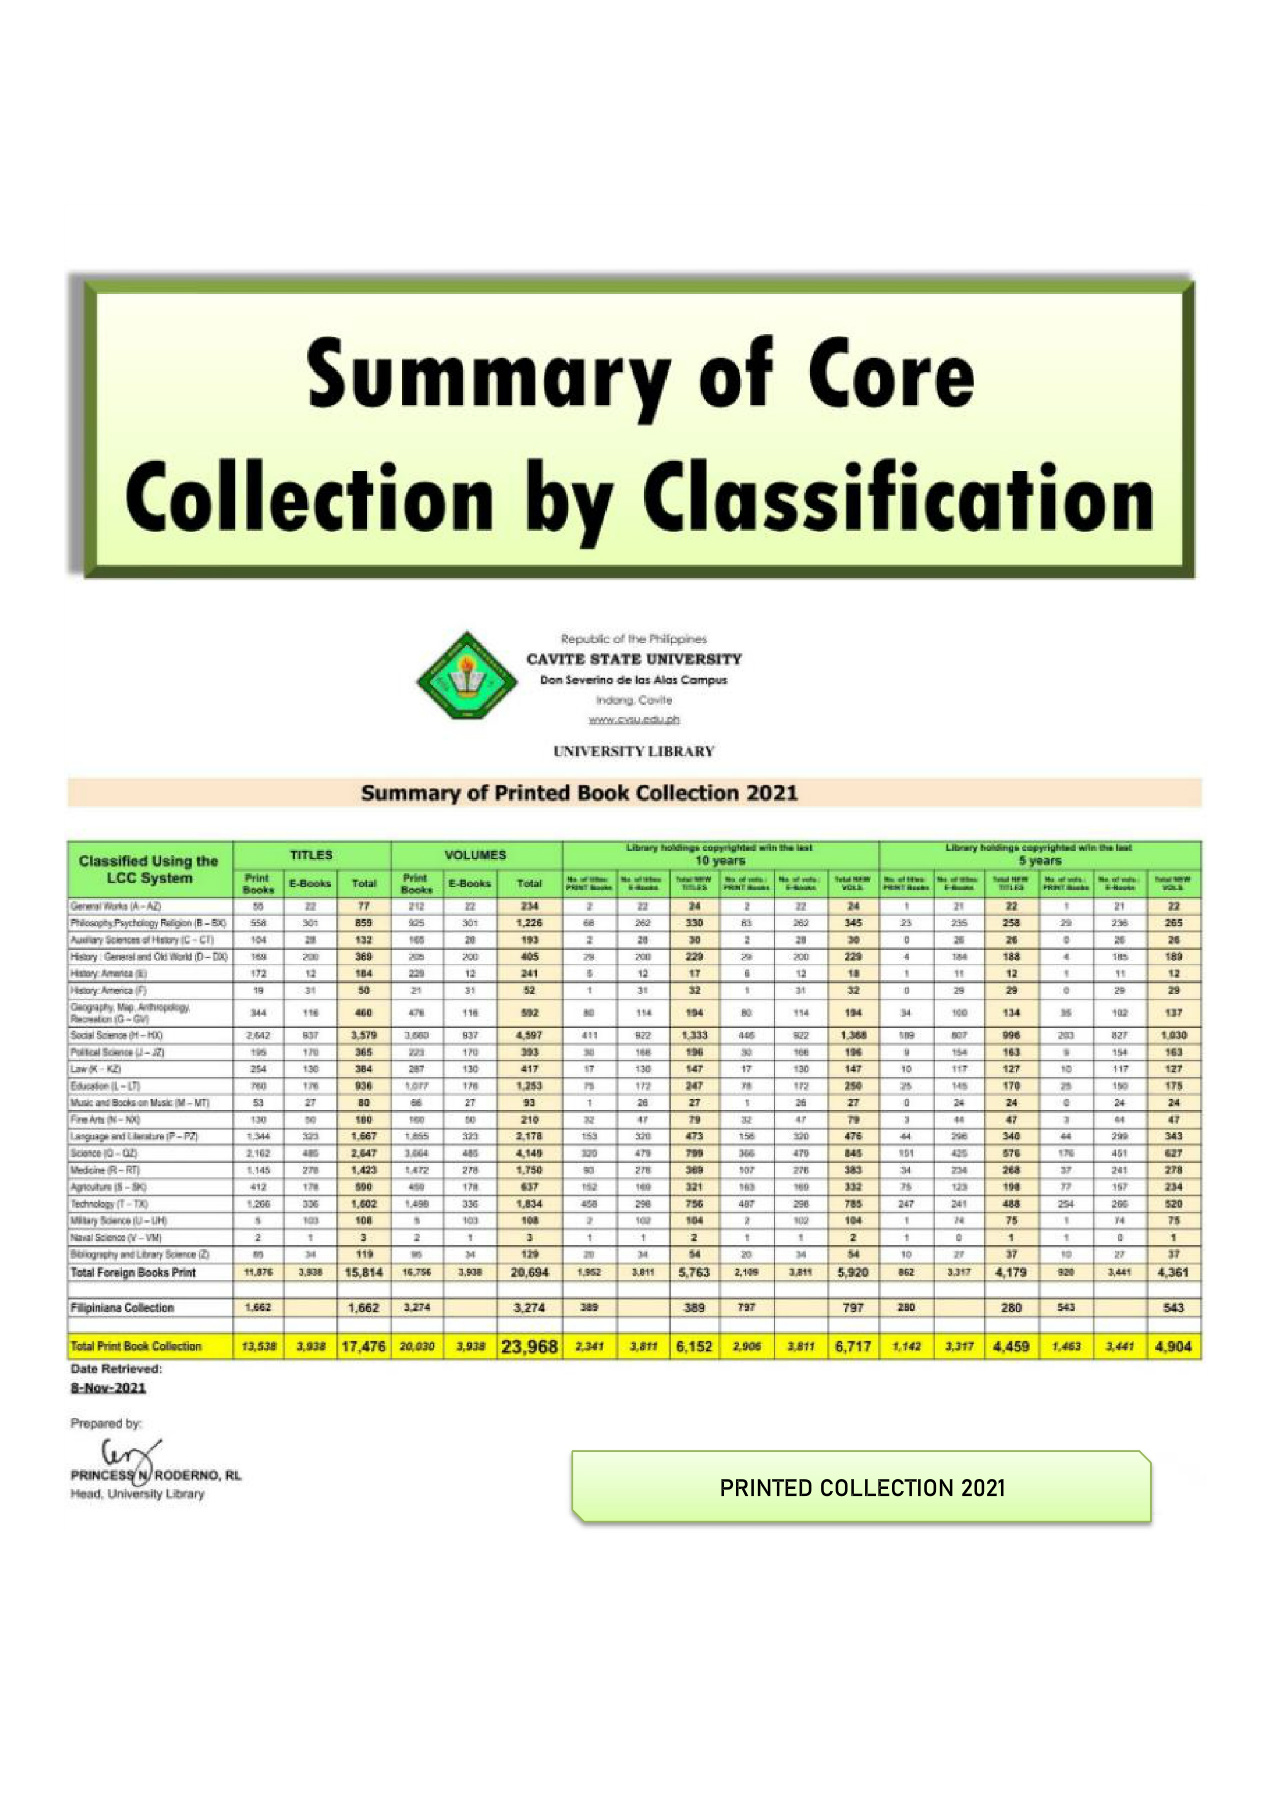 Summary of Core
Collection by Classification
Republic of the Philippines
CAVITE STATE UNIVERSITY
Don Severino de las Alas Campus
Indang, Cavite
www.cvsu.edu.ph
UNIVERSITY LIBRARY
Summary of Printed Book Collection 2021
Classified Using the LCC System TITLES VOLUMES Library holdings copyrighted w/in the last 10 years Library holdings copyrighted w/in the last 5 years
Print Books E-Books Total Print Books E-Books Total No. of titles: PRINT Books No. of titles: E-Books Total NEW TITLES No. of vols.: PRINT Books No. of vols.: E-Books Total NEW VOLS. No. of titles: PRINT Books No. of titles: E-Books Total NEW TITLES No. of vols.: PRINT Books No. of vols.: E-Books Total NEW VOLS.
General Works (A – AZ) 55 22 77 212 22 234 2 22 24 2 22 24 1 21 22 1 21 22
Philosophy;Psychology Religion (B – BX) 558 301 859 925 301 1,226 68 262 330 83 262 345 23 235 258 29 236 265
Auxiliary Sciences of History (C – CT) 104 28 132 165 28 193 2 28 30 2 28 30 0 26 26 0 26 26
History : General and Old World (D – DX) 169 200 369 205 200 405 29 200 229 29 200 229 4 184 188 4 185 189
History: America (E) 172 12 184 229 12 241 5 12 17 6 12 18 1 11 12 1 11 12
History: America (F) 19 31 50 21 31 52 1 31 32 1 31 32 0 29 29 0 29 29
Geography, Map, Anthropology, Recreation (G – GV) 344 116 460 476 116 592 80 114 194 80 114 194 34 100 134 35 102 137
Social Science (H – HX) 2,642 937 3,579 3,660 937 4,597 411 922 1,333 446 922 1,368 189 807 996 203 827 1,030
Political Science (J – JZ) 195 170 365 223 170 393 30 166 196 30 166 196 9 154 163 9 154 163
Law (K – KZ) 254 130 384 287 130 417 17 130 147 17 130 147 10 117 127 10 117 127
Education (L – LT) 760 176 936 1,077 176 1,253 75 172 247 78 172 250 25 145 170 25 150 175
Music and Books on Music (M – MT) 53 27 80 66 27 93 1 26 27 1 26 27 0 24 24 0 24 24
Fine Arts (N – NX) 130 50 180 160 50 210 32 47 79 32 47 79 3 44 47 3 44 47
Language and Literature (P – PZ) 1,344 323 1,667 1,855 323 2,178 153 320 473 156 320 476 44 296 340 44 299 343
Science (Q – QZ) 2,162 485 2,647 3,664 485 4,149 320 479 799 366 479 845 151 425 576 176 451 627
Medicine (R – RT) 1,145 278 1,423 1,472 278 1,750 93 276 369 107 276 383 34 234 268 37 241 278
Agriculture (S – SK) 412 178 590 459 178 637 152 169 321 163 169 332 75 123 198 77 157 234
Technology (T – TX) 1,266 336 1,602 1,498 336 1,834 458 298 756 487 298 785 247 241 488 254 266 520
Military Science (U – UH) 5 103 108 5 103 108 2 102 104 2 102 104 1 74 75 1 74 75
Naval Science (V – VM) 2 1 3 2 1 3 1 1 2 1 1 2 1 0 1 1 0 1
Bibliography and Library Science (Z) 85 34 119 95 34 129 20 34 54 20 34 54 10 27 37 10 27 37
Total Foreign Books Print 11,876 3,938 15,814 16,756 3,938 20,694 1,952 3,811 5,763 2,109 3,811 5,920 862 3,317 4,179 920 3,441 4,361
Filipiniana Collection 1,662 1,662 3,274 3,274 389 389 797 797 280 280 543 543
Total Print Book Collection 13,538 3,938 17,476 20,030 3,938 23,968 2,341 3,811 6,152 2,906 3,811 6,717 1,142 3,317 4,459 1,463 3,441 4,904
Date Retrieved:
8-Nov-2021
Prepared by:
PRINCESS N. RODERNO, RL
Head, University Library
PRINTED COLLECTION 2021